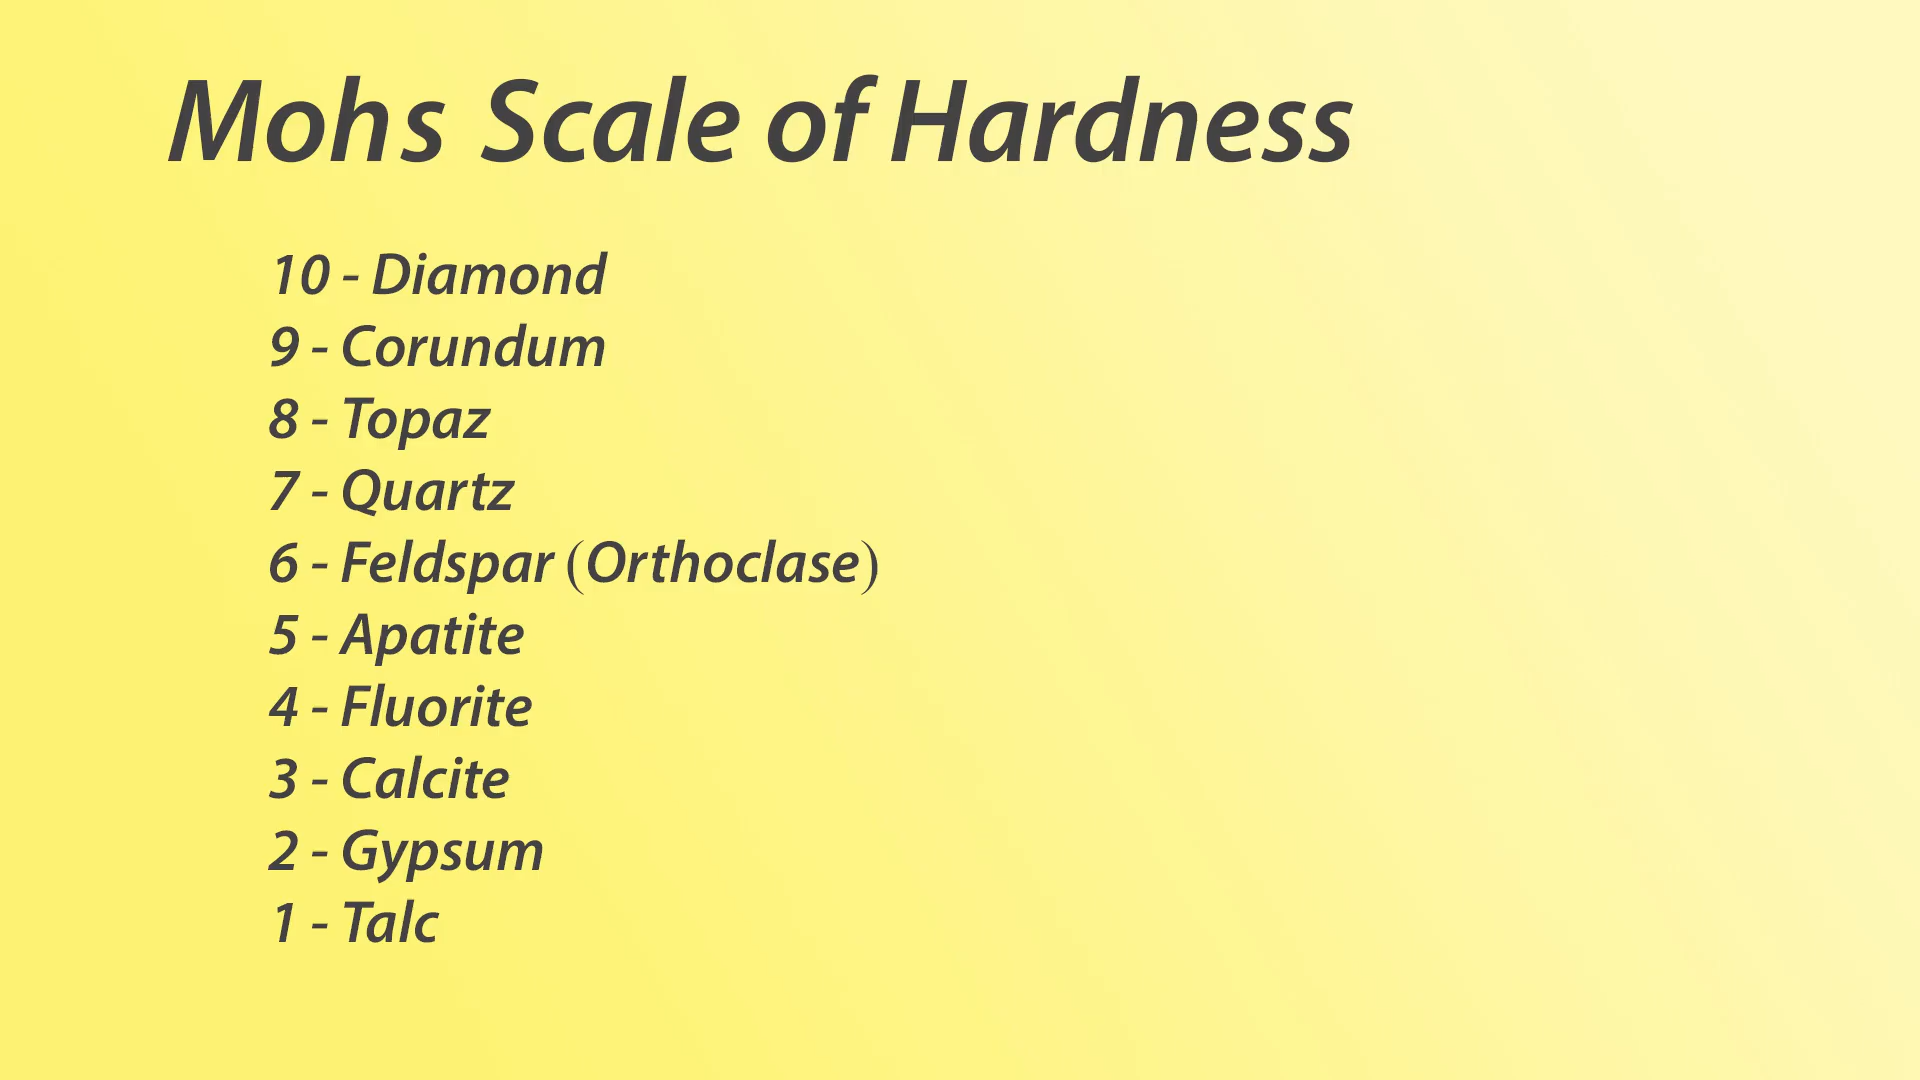 Mohs Scale of Hardness
10 - Diamond
9 - Corundum
8 - Topaz
7 - Quartz
6 - Feldspar (Orthoclase)
5 - Apatite
4 - Fluorite
3 - Calcite
2 - Gypsum
1 - Talc